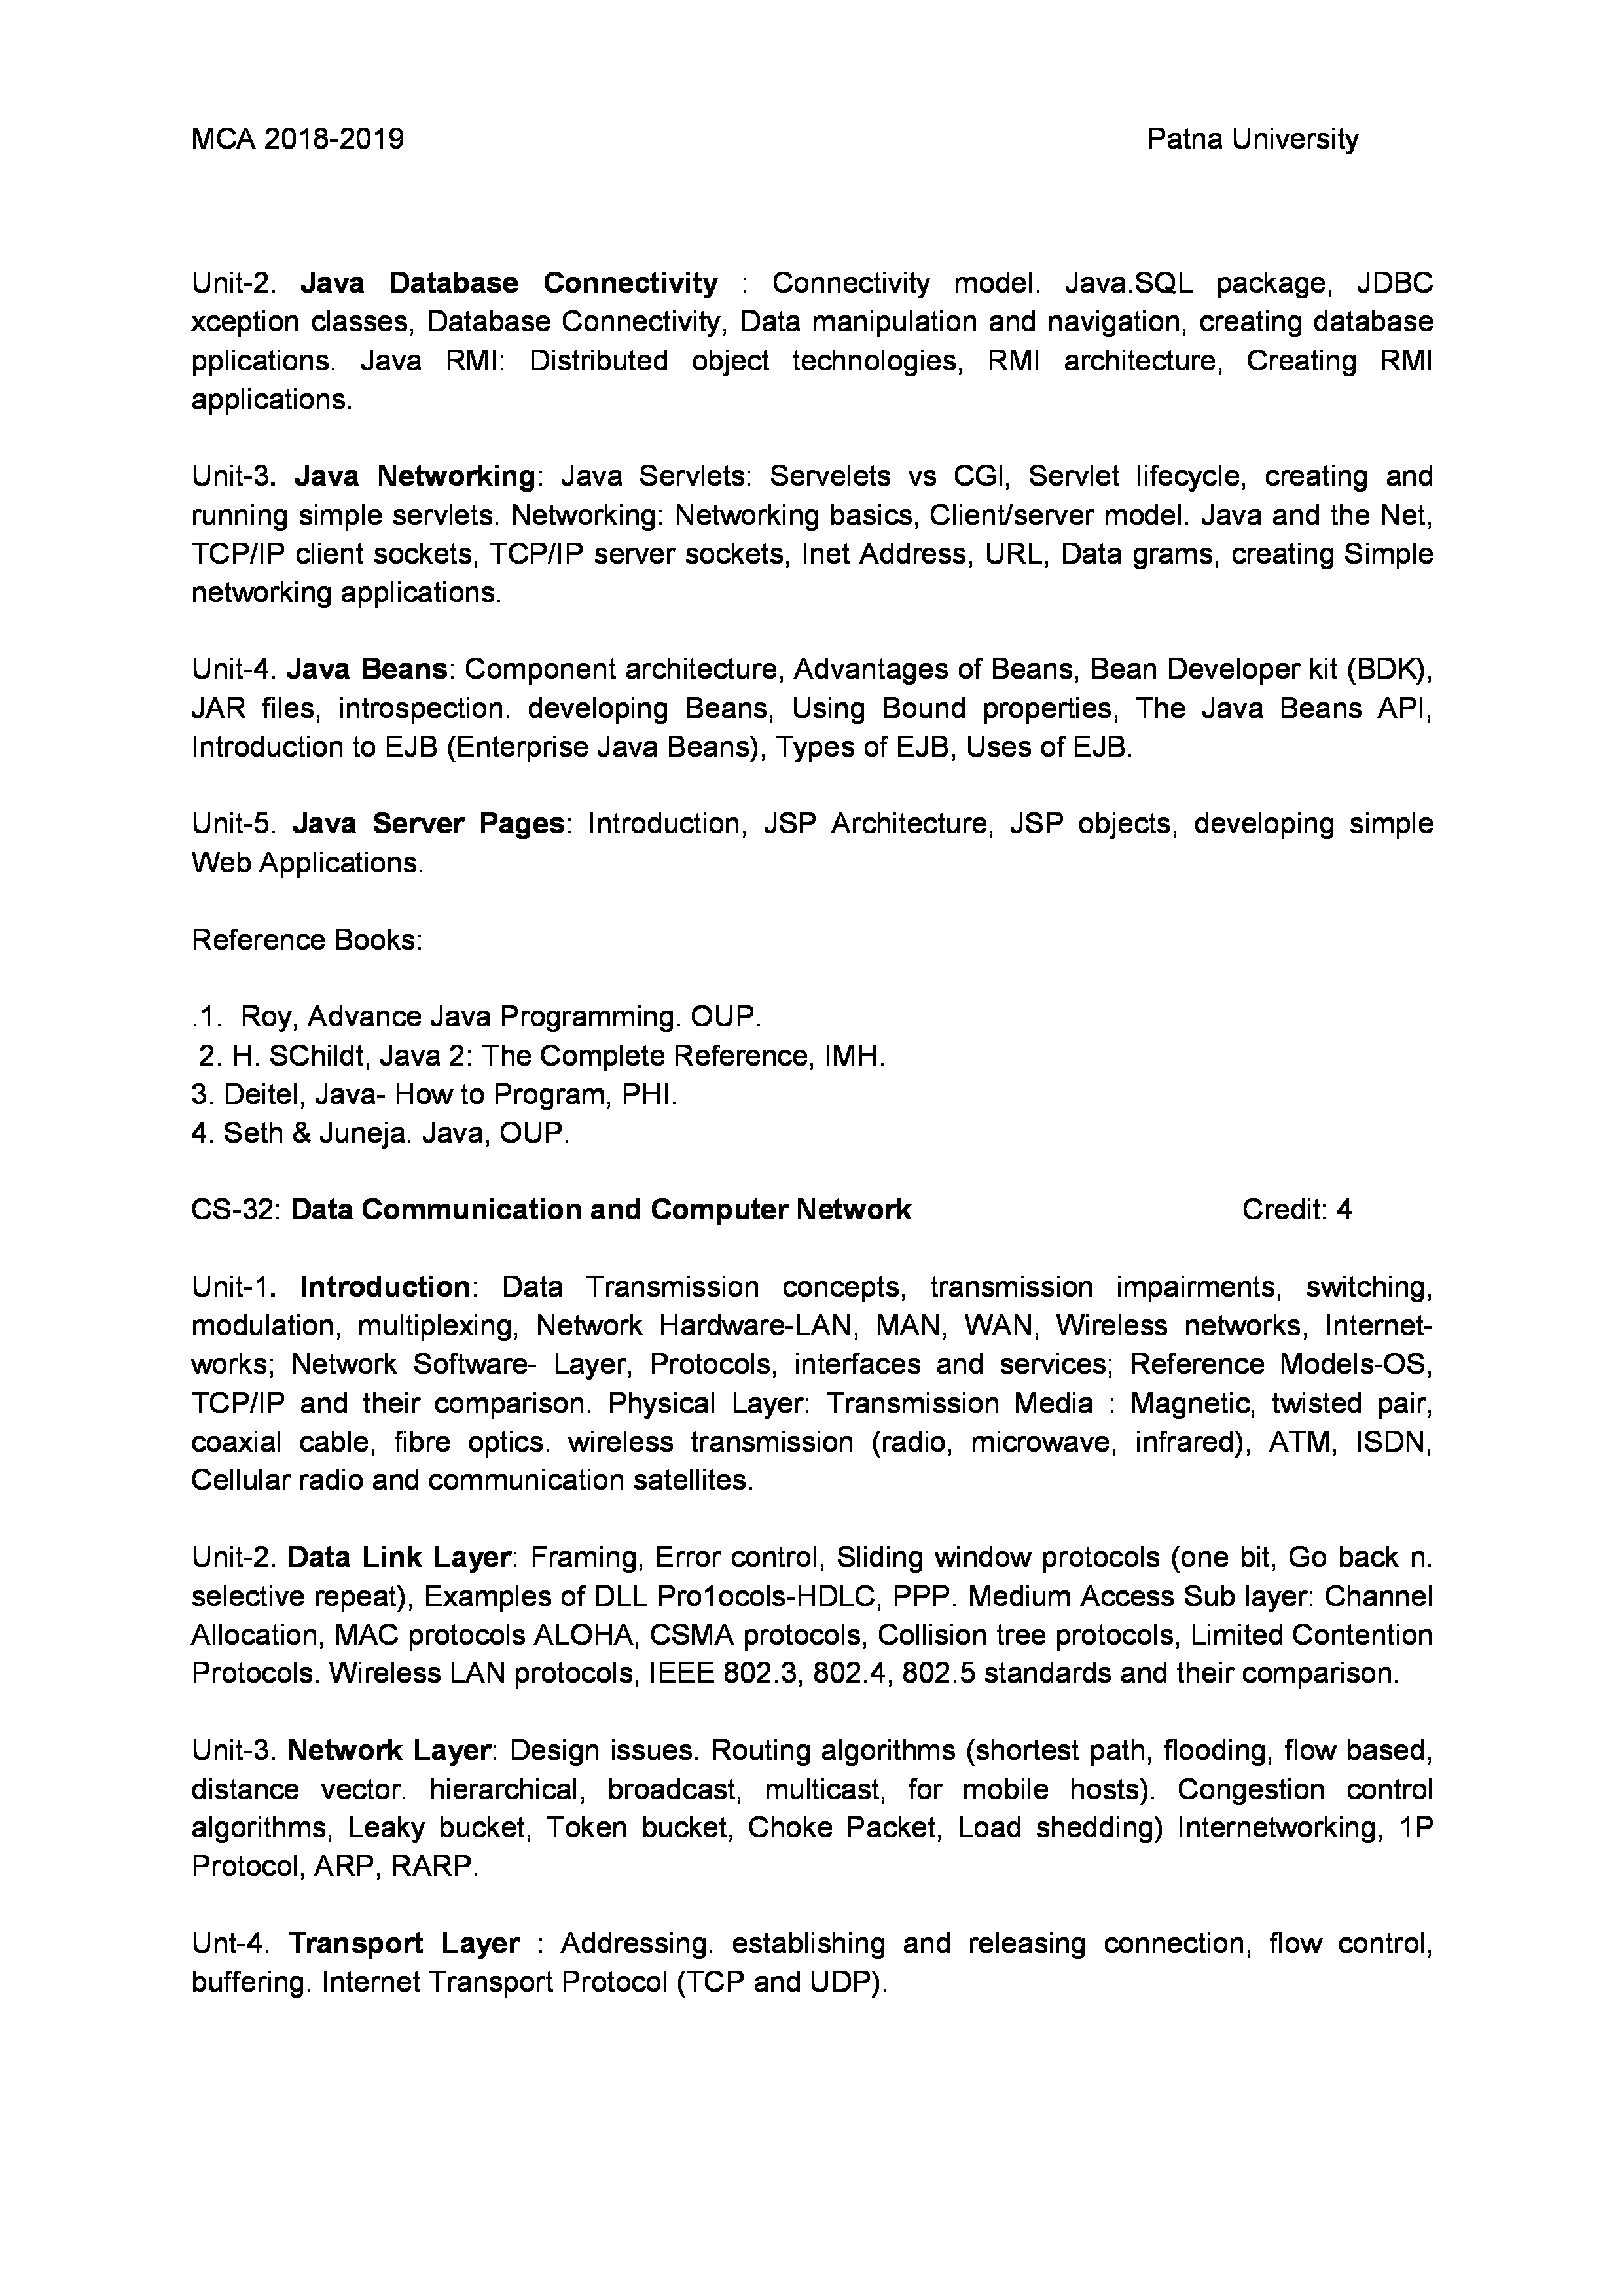 MCA 2018-2019 Patna University
Unit-2. Java Database Connectivity : Connectivity model. Java.SQL package, JDBC
xception classes, Database Connectivity, Data manipulation and navigation, creating database
pplications. Java RMI: Distributed object technologies, RMI architecture, Creating RMI
applications.
Unit-3. Java Networking: Java Servlets: Servelets vs CGI, Servlet lifecycle, creating and
running simple servlets. Networking: Networking basics, Client/server model. Java and the Net,
TCP/IP client sockets, TCP/IP server sockets, Inet Address, URL, Data grams, creating Simple
networking applications.
Unit-4. Java Beans: Component architecture, Advantages of Beans, Bean Developer kit (BDK),
JAR files, introspection. developing Beans, Using Bound properties, The Java Beans API,
Introduction to EJB (Enterprise Java Beans), Types of EJB, Uses of EJB.
Unit-5. Java Server Pages: Introduction, JSP Architecture, JSP objects, developing simple
Web Applications.
Reference Books:
.1. Roy, Advance Java Programming. OUP.
2. H. SChildt, Java 2: The Complete Reference, IMH.
3. Deitel, Java- How to Program, PHI.
4. Seth & Juneja. Java, OUP.
CS-32: Data Communication and Computer Network Credit: 4
Unit-1. Introduction: Data Transmission concepts, transmission impairments, switching,
modulation, multiplexing, Network Hardware-LAN, MAN, WAN, Wireless networks, Internet-
works; Network Software- Layer, Protocols, interfaces and services; Reference Models-OS,
TCP/IP and their comparison. Physical Layer: Transmission Media : Magnetic, twisted pair,
coaxial cable, fibre optics. wireless transmission (radio, microwave, infrared), ATM, ISDN,
Cellular radio and communication satellites.
Unit-2. Data Link Layer: Framing, Error control, Sliding window protocols (one bit, Go back n.
selective repeat), Examples of DLL Pro1ocols-HDLC, PPP. Medium Access Sub layer: Channel
Allocation, MAC protocols ALOHA, CSMA protocols, Collision tree protocols, Limited Contention
Protocols. Wireless LAN protocols, IEEE 802.3, 802.4, 802.5 standards and their comparison.
Unit-3. Network Layer: Design issues. Routing algorithms (shortest path, flooding, flow based,
distance vector. hierarchical, broadcast, multicast, for mobile hosts). Congestion control
algorithms, Leaky bucket, Token bucket, Choke Packet, Load shedding) Internetworking, 1P
Protocol, ARP, RARP.
Unt-4. Transport Layer : Addressing. establishing and releasing connection, flow control,
buffering. Internet Transport Protocol (TCP and UDP).